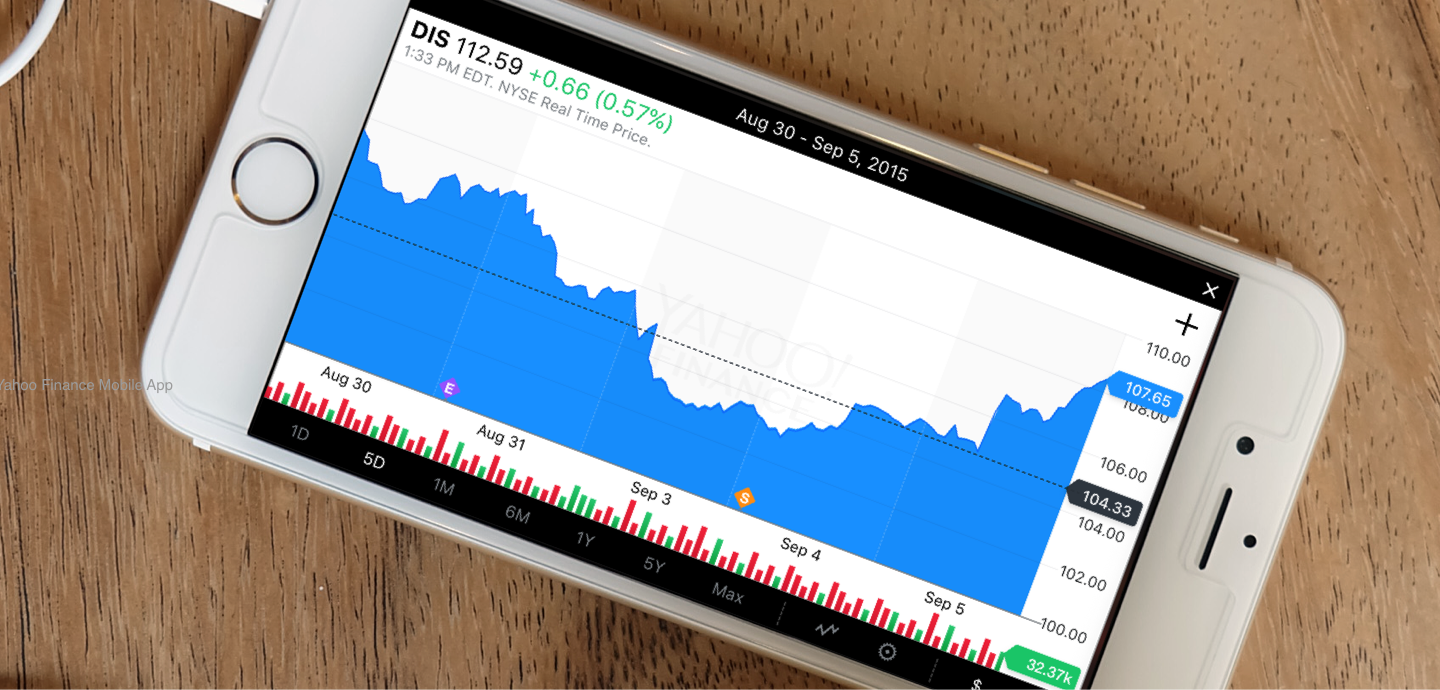 DIS 112.59 +0.66 (0.57%)
1:33 PM EDT. NYSE Real Time Price.
Aug 30 - Sep 5, 2015
×
+
110.00
107.65
108.00
106.00
104.33
104.00
102.00
100.00
YAHOO!
FINANCE
E
S
Aug 30
Aug 31
Sep 3
Sep 4
Sep 5
32.37k
1D
5D
1M
6M
1Y
5Y
Max
$
Yahoo Finance Mobile App